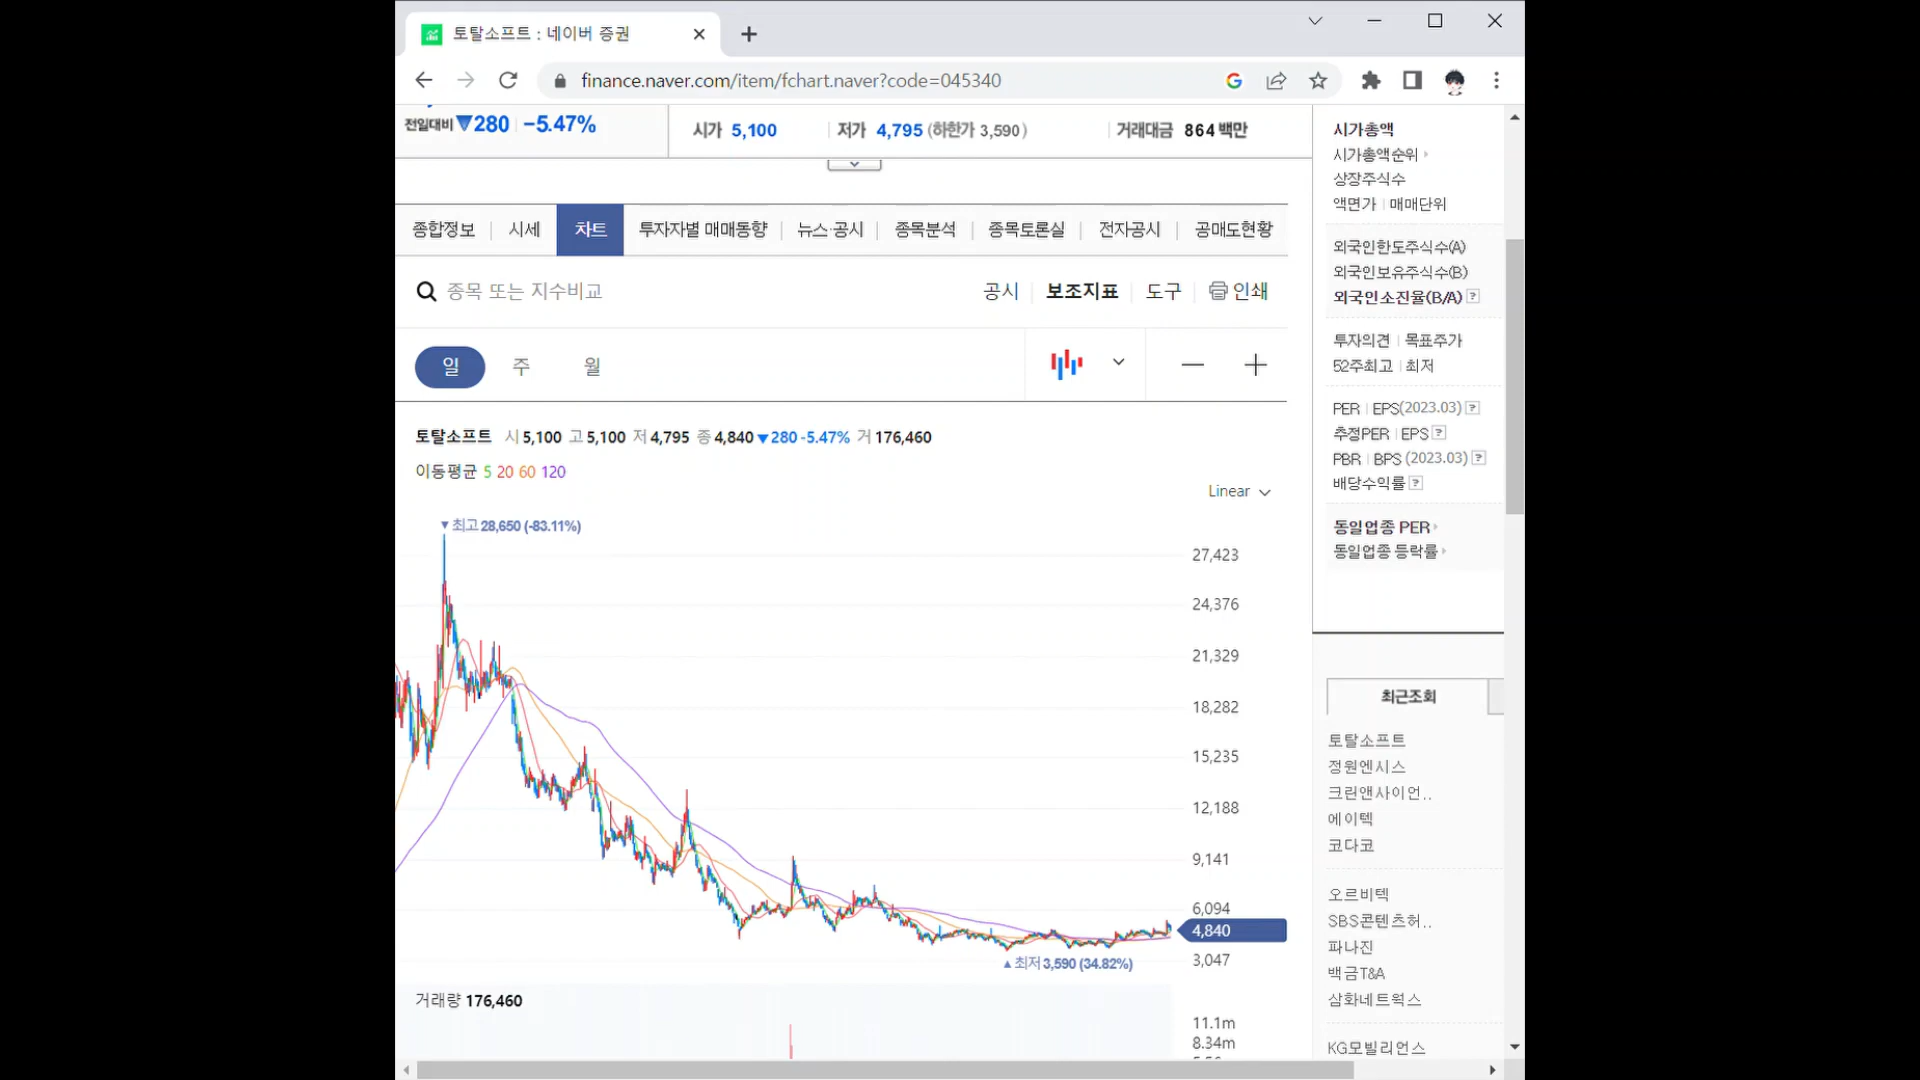 토탈소프트 : 네이버 증권
finance.naver.com/item/fchart.naver?code=045340
전일대비 ▼280 −5.47%
시가 5,100 저가 4,795 (하한가 3,590) 거래대금 864 백만
종합정보 시세 차트 투자자별 매매동향 뉴스·공시 종목분석 종목토론실 전자공시 공매도현황
종목 또는 지수비교
공시 보조지표 도구 인쇄
일 주 월
토탈소프트 시 5,100 고 5,100 저 4,795 종 4,840 ▼280 -5.47% 거 176,460
이동평균 5 20 60 120
Linear
▼최고 28,650 (-83.11%)
27,423
24,376
21,329
18,282
15,235
12,188
9,141
6,094
4,840
3,047
▲최저 3,590 (34.82%)
거래량 176,460
11.1m
8.34m
시가총액
시가총액순위
상장주식수
액면가 매매단위
외국인한도주식수(A)
외국인보유주식수(B)
외국인소진율(B/A) ?
투자의견 목표주가
52주최고 최저
PER EPS(2023.03) ?
추정PER EPS ?
PBR BPS (2023.03) ?
배당수익률 ?
동일업종 PER
동일업종 등락률
최근조회
토탈소프트
정원엔시스
크린앤사이언..
에이텍
코다코
오르비텍
SBS콘텐츠허..
파나진
백금T&A
삼화네트웍스
KG모빌리언스